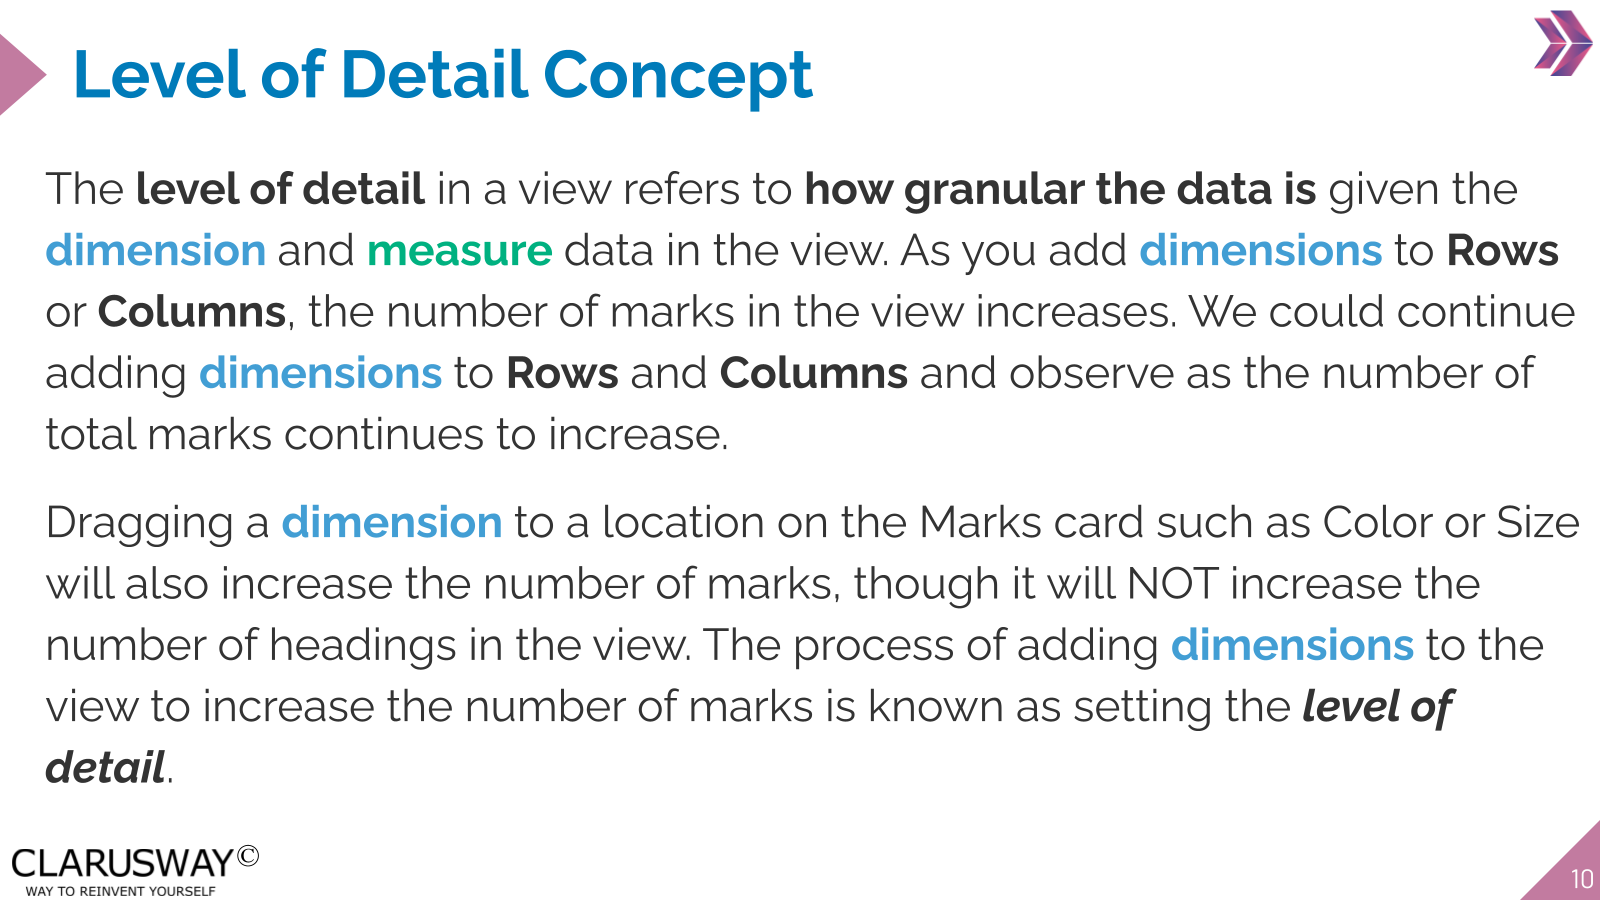 Level of Detail Concept
The level of detail in a view refers to how granular the data is given the
dimension and measure data in the view. As you add dimensions to Rows
or Columns, the number of marks in the view increases. We could continue
adding dimensions to Rows and Columns and observe as the number of
total marks continues to increase.
Dragging a dimension to a location on the Marks card such as Color or Size
will also increase the number of marks, though it will NOT increase the
number of headings in the view. The process of adding dimensions to the
view to increase the number of marks is known as setting the level of
detail.
CLARUSWAY©
WAY TO REINVENT YOURSELF
10